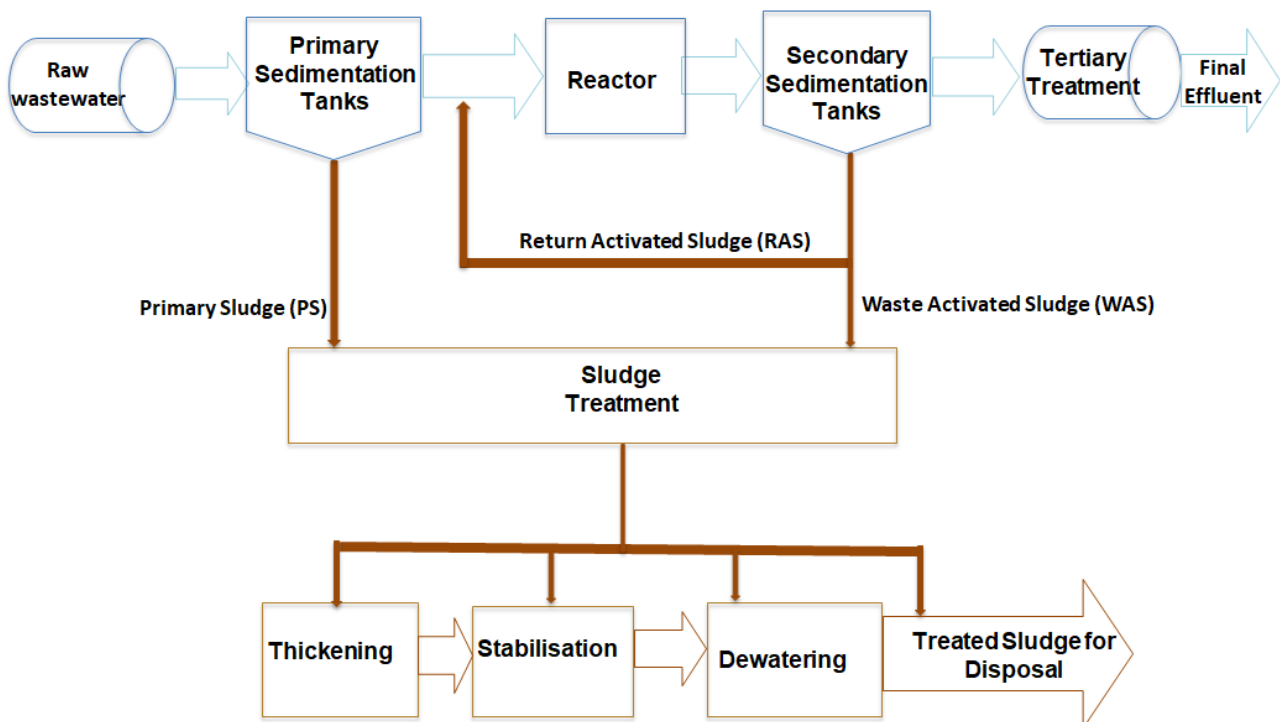 Raw
wastewater
Primary
Sedimentation
Tanks
Reactor
Secondary
Sedimentation
Tanks
Tertiary
Treatment
Final
Effluent
Return Activated Sludge (RAS)
Primary Sludge (PS)
Waste Activated Sludge (WAS)
Sludge
Treatment
Thickening
Stabilisation
Dewatering
Treated Sludge for
Disposal